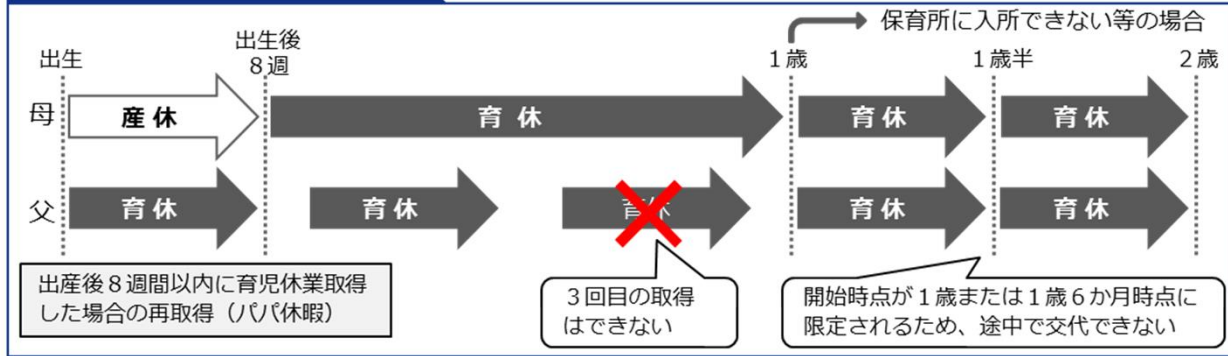 保育所に入所できない等の場合
出生
出生後
8週
1歳
1歳半
2歳
母
産休
育休
育休
育休
父
育休
育休
育休
育休
育休
出産後8週間以内に育児休業取得
した場合の再取得（パパ休暇）
3回目の取得
はできない
開始時点が1歳または1歳6か月時点に
限定されるため、途中で交代できない